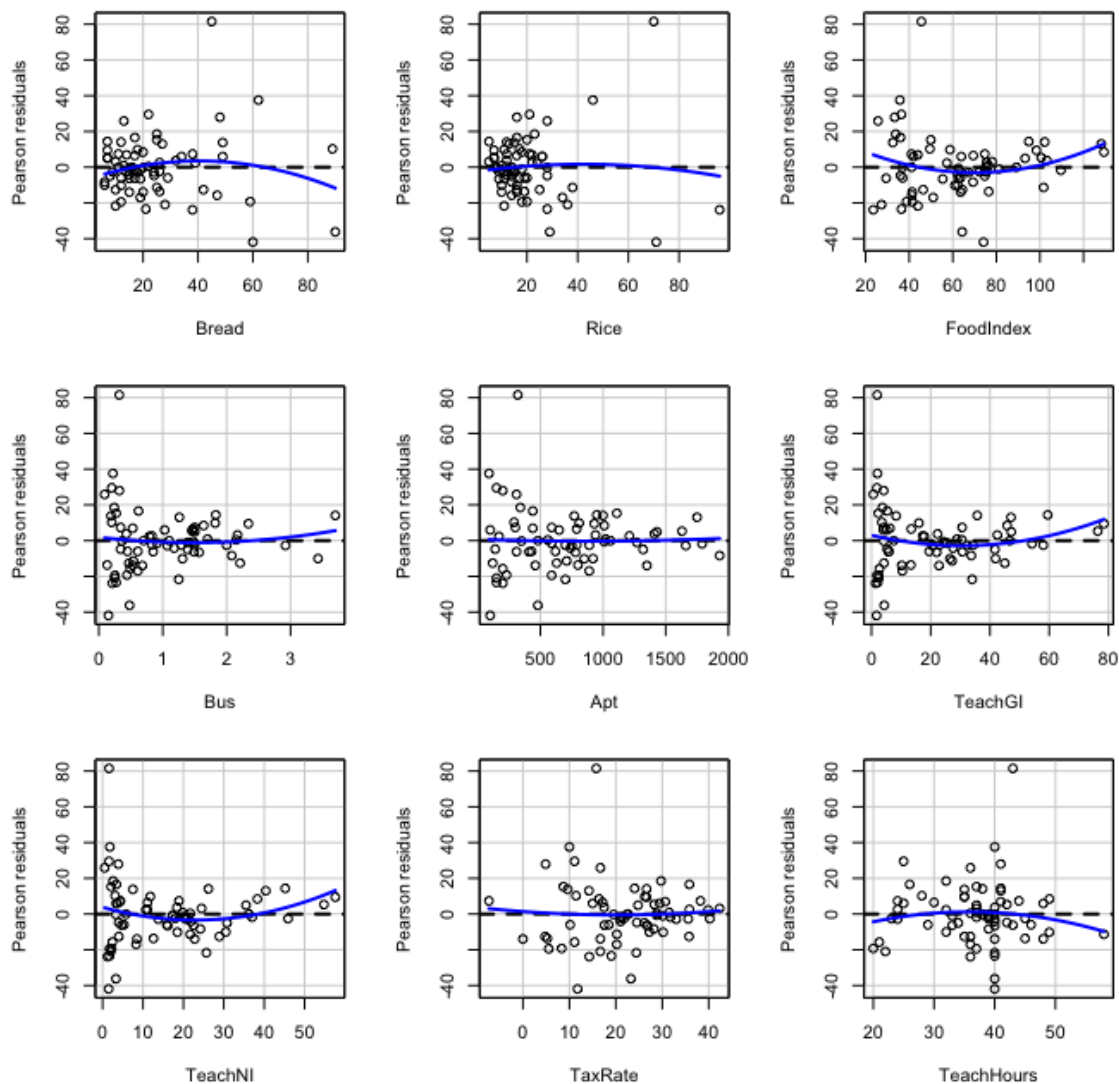 Pearson residuals
-40 0 20 40 60 80
20 40 60 80
Bread
Pearson residuals
-40 0 20 40 60 80
20 40 60 80
Rice
Pearson residuals
-40 0 20 40 60 80
20 40 60 80 100
FoodIndex
Pearson residuals
-40 0 20 40 60 80
0 1 2 3
Bus
Pearson residuals
-40 0 20 40 60 80
500 1000 1500 2000
Apt
Pearson residuals
-40 0 20 40 60 80
0 20 40 60 80
TeachGI
Pearson residuals
-40 0 20 40 60 80
0 10 20 30 40 50
TeachNI
Pearson residuals
-40 0 20 40 60 80
0 10 20 30 40
TaxRate
Pearson residuals
-40 0 20 40 60 80
20 30 40 50
TeachHours